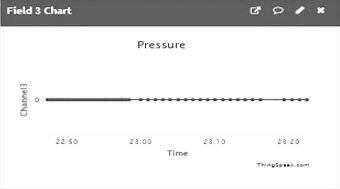 Field 3 Chart
Pressure
Channel3
0
22:50
23:00
23:10
23:20
Time
ThingSpeak.com